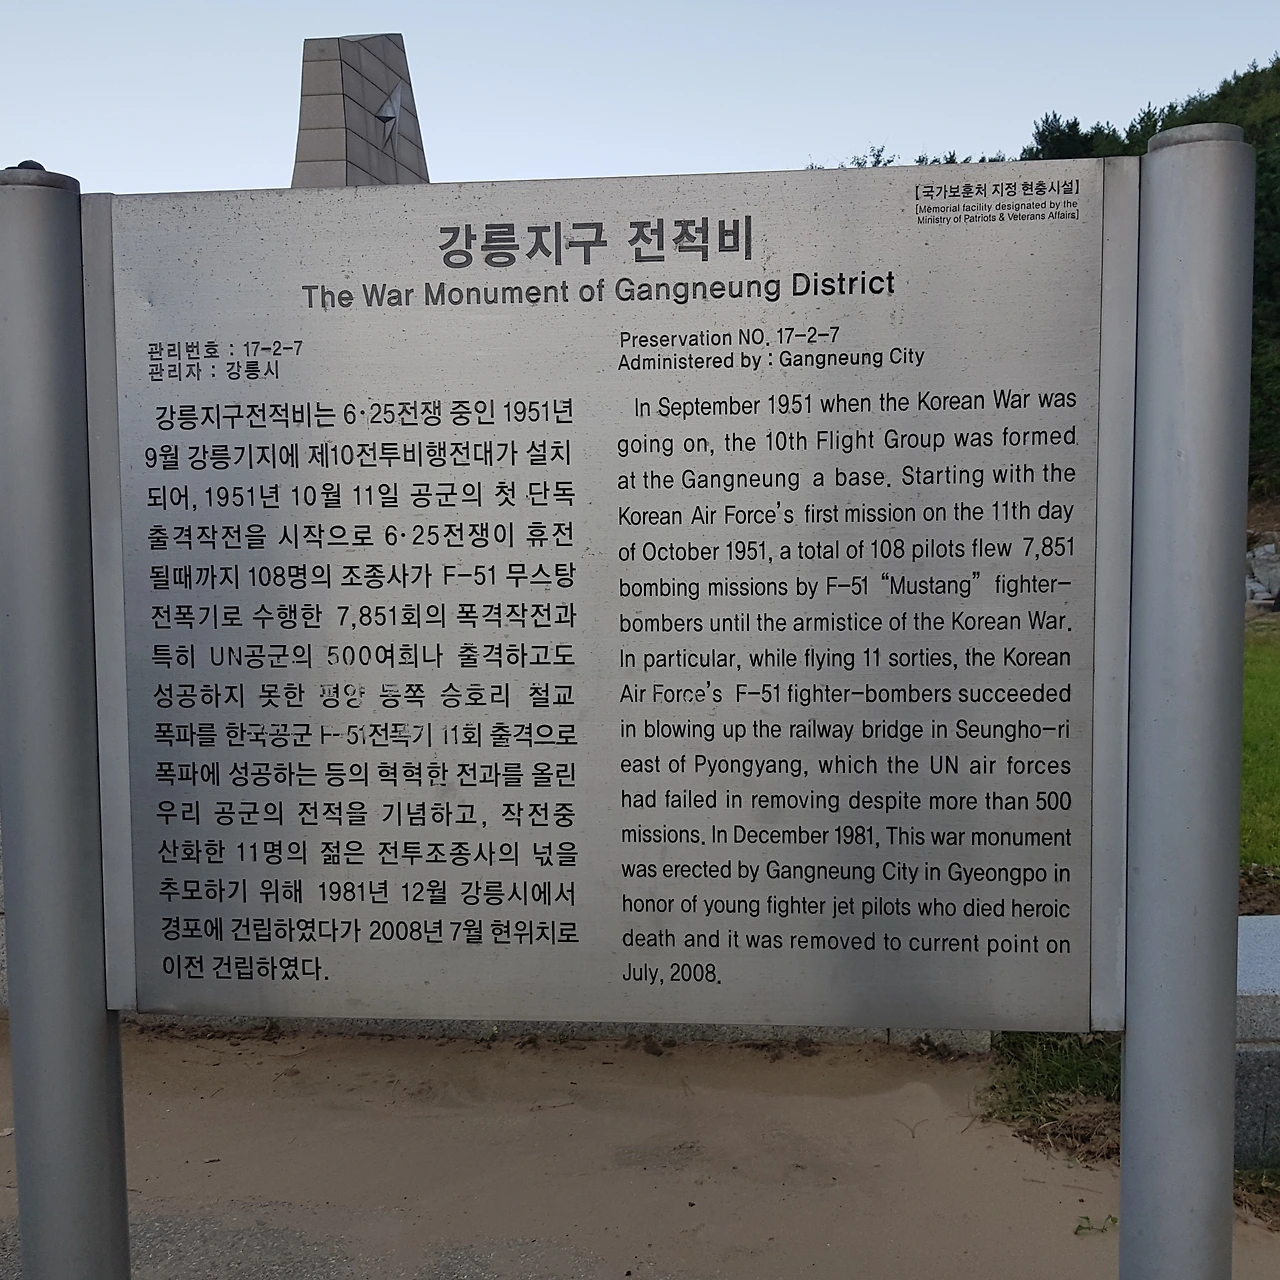 [국가보훈처 지정 현충시설]
[Memorial facility designated by the
Ministry of Patriots & Veterans Affairs]
강릉지구 전적비
The War Monument of Gangneung District
관리번호 : 17-2-7
관리자 : 강릉시
강릉지구전적비는 6·25전쟁 중인 1951년
9월 강릉기지에 제10전투비행전대가 설치
되어, 1951년 10월 11일 공군의 첫 단독
출격작전을 시작으로 6·25전쟁이 휴전
될때까지 108명의 조종사가 F-51 무스탕
전폭기로 수행한 7,851회의 폭격작전과
특히 UN공군의 500여회나 출격하고도
성공하지 못한 평양 동쪽 승호리 철교
폭파를 한국공군 F-51전폭기 11회 출격으로
폭파에 성공하는 등의 혁혁한 전과를 올린
우리 공군의 전적을 기념하고, 작전중
산화한 11명의 젊은 전투조종사의 넋을
추모하기 위해 1981년 12월 강릉시에서
경포에 건립하였다가 2008년 7월 현위치로
이전 건립하였다.
Preservation NO. 17-2-7
Administered by : Gangneung City
In September 1951 when the Korean War was
going on, the 10th Flight Group was formed
at the Gangneung a base. Starting with the
Korean Air Force's first mission on the 11th day
of October 1951, a total of 108 pilots flew 7,851
bombing missions by F-51 “Mustang” fighter-
bombers until the armistice of the Korean War.
In particular, while flying 11 sorties, the Korean
Air Force's F-51 fighter-bombers succeeded
in blowing up the railway bridge in Seungho-ri
east of Pyongyang, which the UN air forces
had failed in removing despite more than 500
missions. In December 1981, This war monument
was erected by Gangneung City in Gyeongpo in
honor of young fighter jet pilots who died heroic
death and it was removed to current point on
July, 2008.